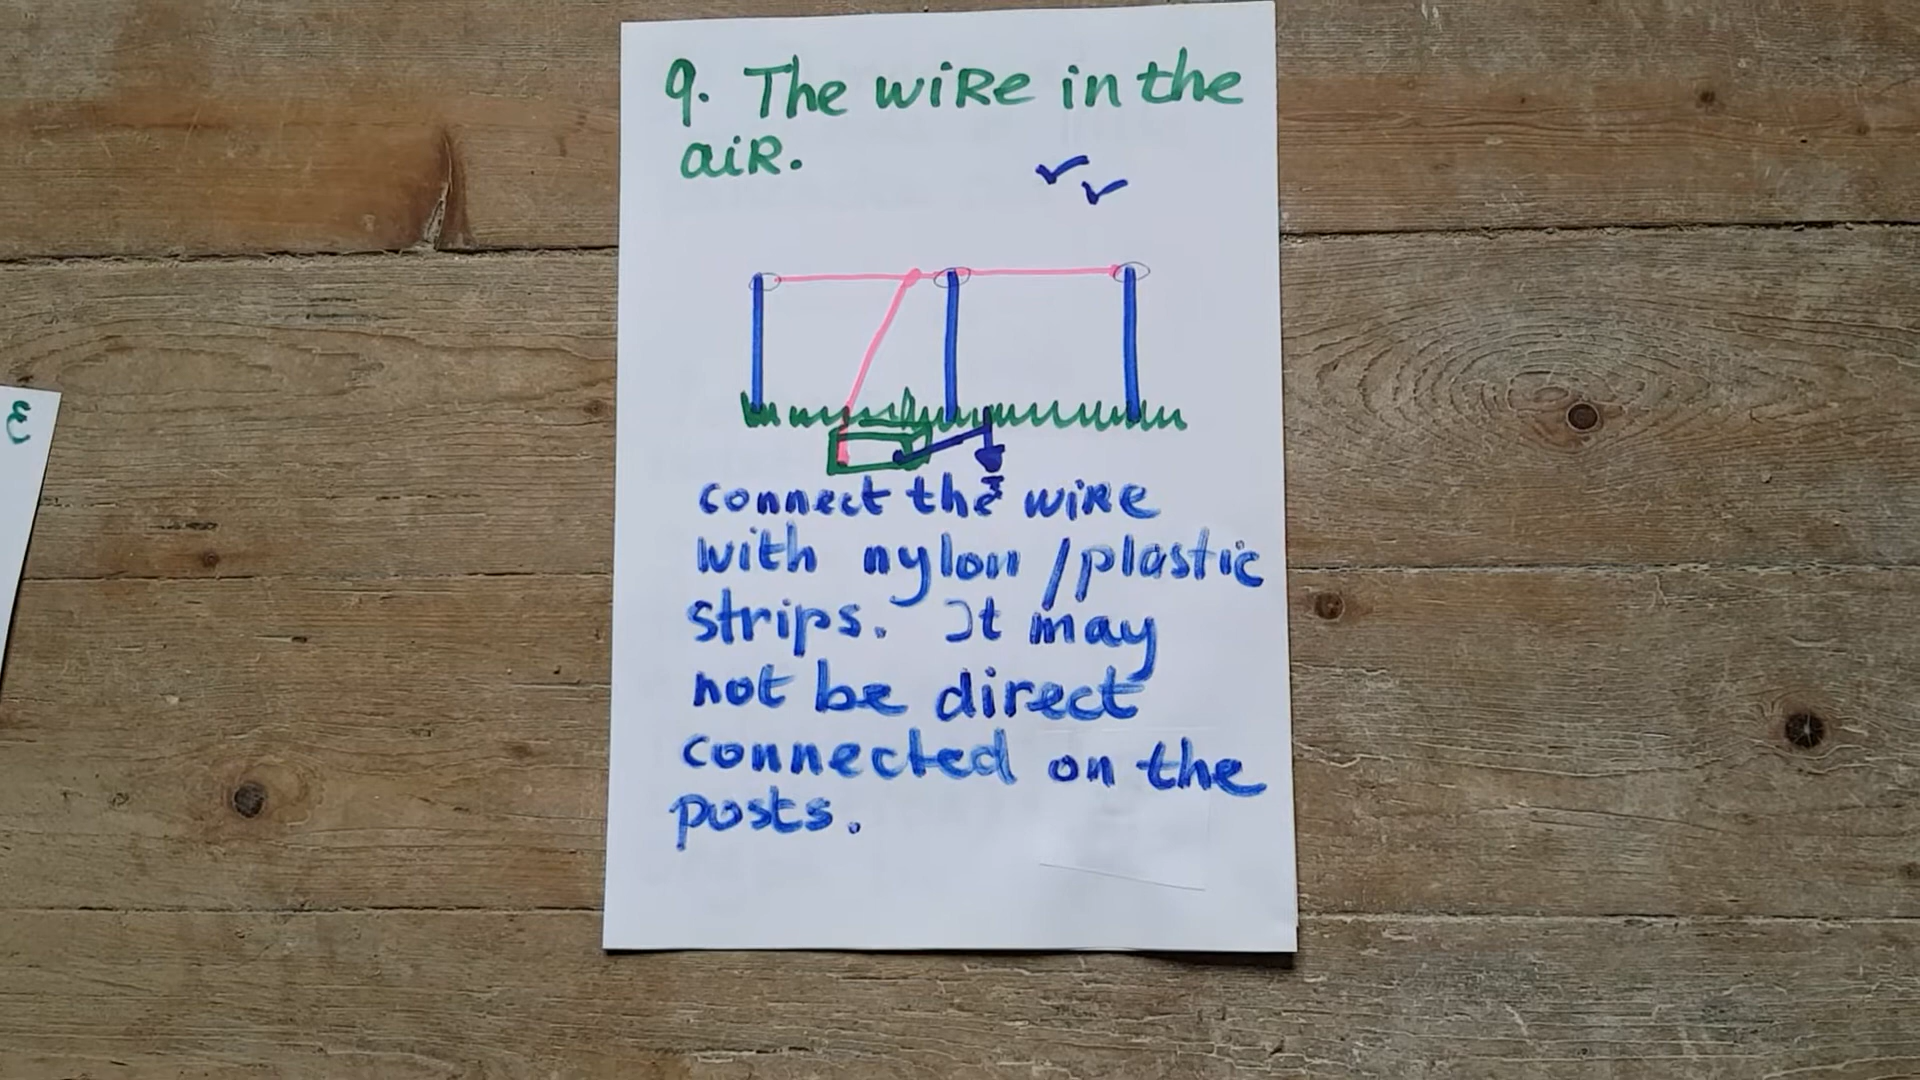 9. The wiRe in the
aiR.
connect the wiRe
with nylon /plastic
strips. It may
not be direct
connected on the
posts.